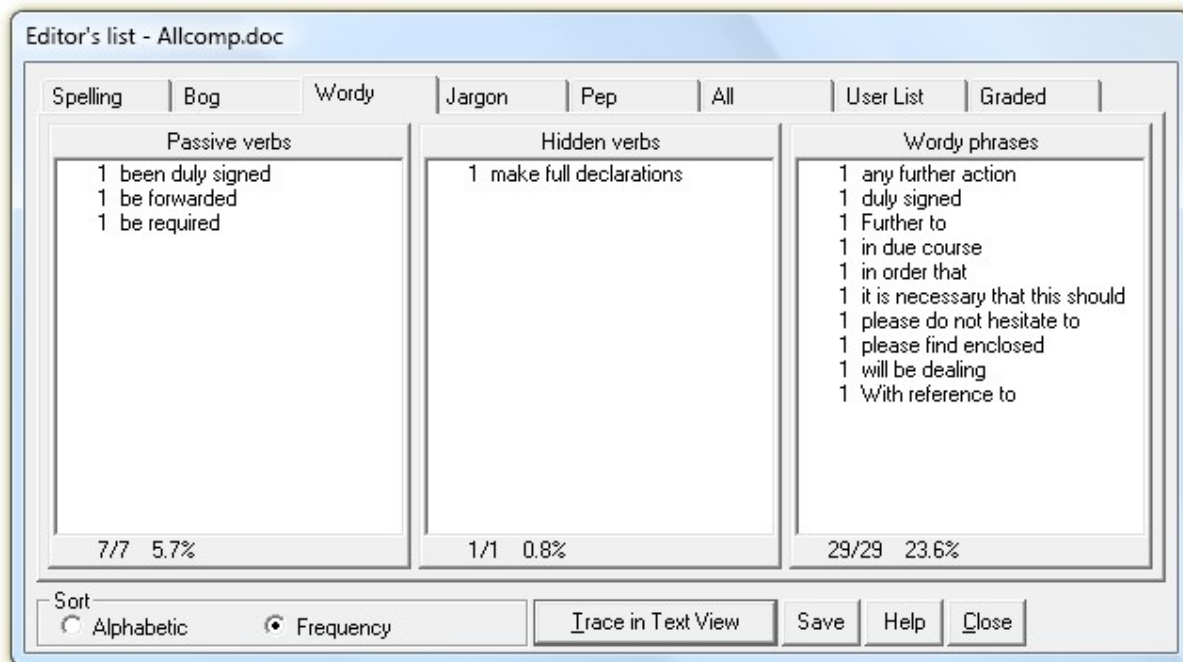 Editor's list - Allcomp.doc
Spelling Bog Wordy Jargon Pep All User List Graded
Passive verbs
1 been duly signed
1 be forwarded
1 be required
7/7 5.7%
Hidden verbs
1 make full declarations
1/1 0.8%
Wordy phrases
1 any further action
1 duly signed
1 Further to
1 in due course
1 in order that
1 it is necessary that this should
1 please do not hesitate to
1 please find enclosed
1 will be dealing
1 With reference to
29/29 23.6%
Sort
Alphabetic Frequency
Trace in Text View Save Help Close